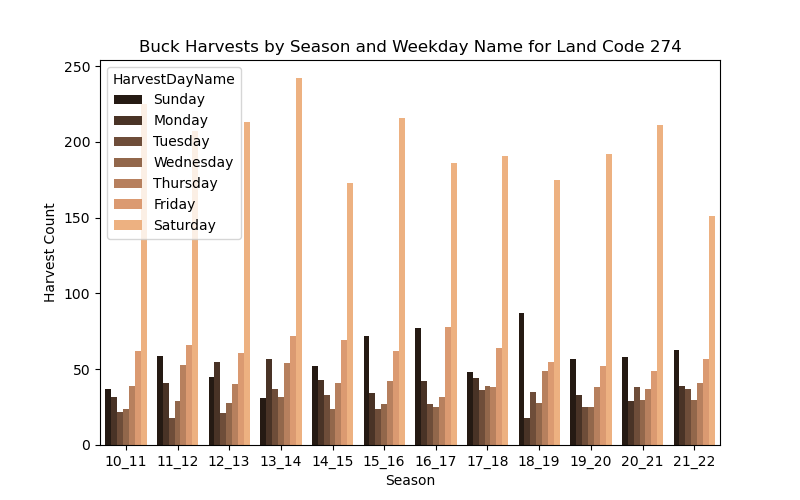 Buck Harvests by Season and Weekday Name for Land Code 274
250
200
150
100
50
0
Harvest Count
HarvestDayName
Sunday
Monday
Tuesday
Wednesday
Thursday
Friday
Saturday
10_11 11_12 12_13 13_14 14_15 15_16 16_17 17_18 18_19 19_20 20_21 21_22
Season